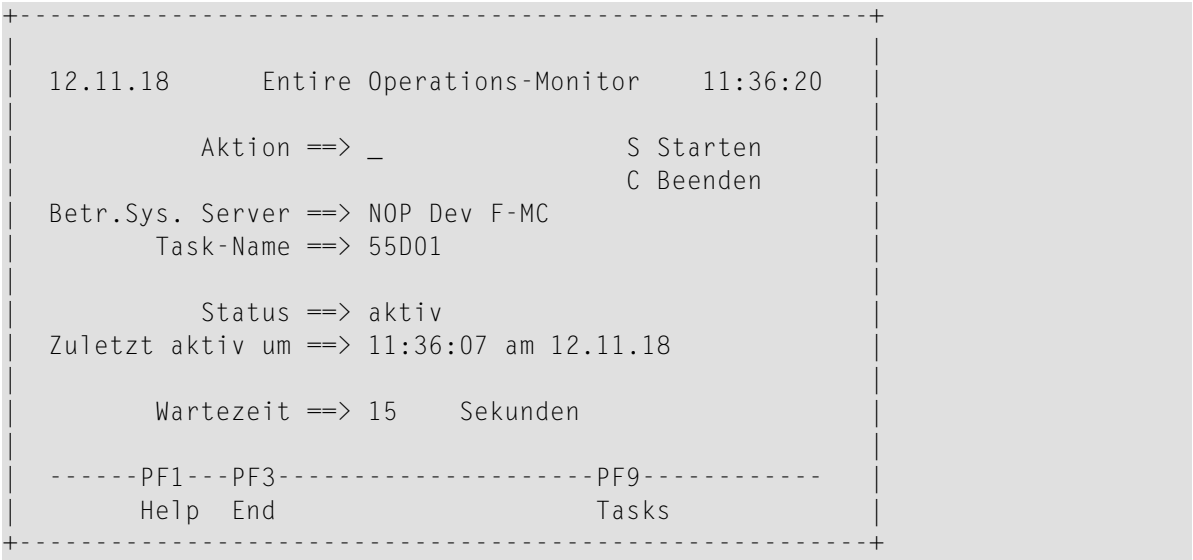 +---------------------------------------------------------+
12.11.18 Entire Operations-Monitor 11:36:20
Aktion ==> _ S Starten
C Beenden
Betr.Sys. Server ==> NOP Dev F-MC
Task-Name ==> 55D01
Status ==> aktiv
Zuletzt aktiv um ==> 11:36:07 am 12.11.18
Wartezeit ==> 15 Sekunden
------PF1---PF3---------------------PF9------------
Help End Tasks
+---------------------------------------------------------+